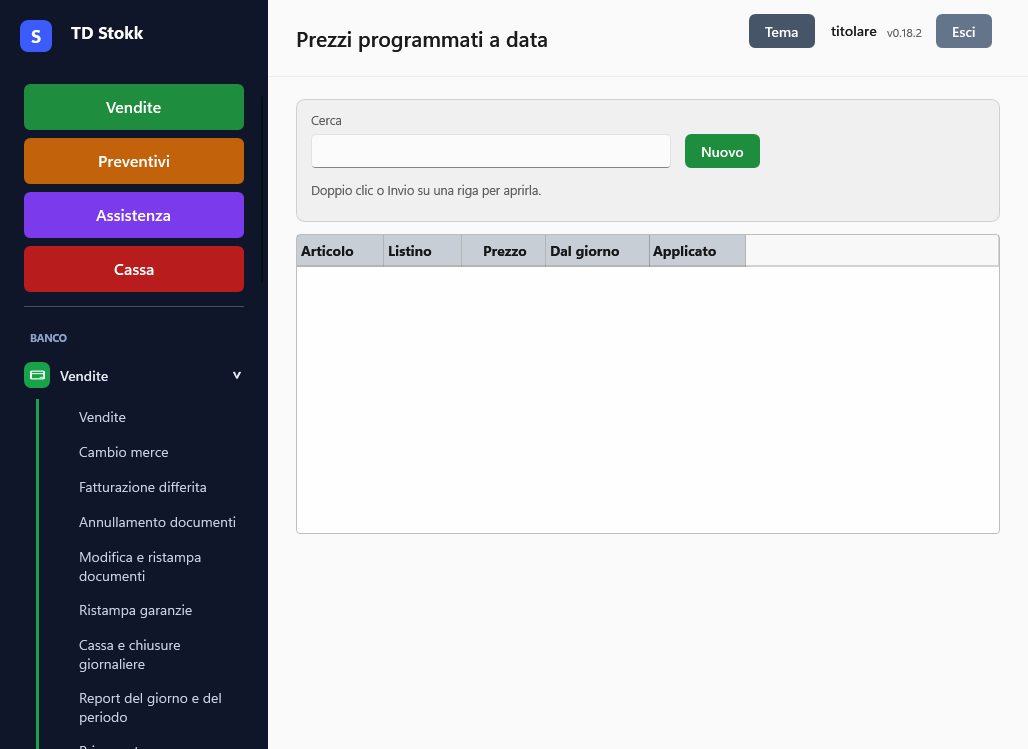 S
TD Stokk
Vendite
Preventivi
Assistenza
Cassa
BANCO
Vendite
Vendite
Cambio merce
Fatturazione differita
Annullamento documenti
Modifica e ristampa
documenti
Ristampa garanzie
Cassa e chiusure
giornaliere
Report del giorno e del
periodo
Prezzi programmati a data
Tema
titolare
v0.18.2
Esci
Cerca
Nuovo
Doppio clic o Invio su una riga per aprirla.
Articolo
Listino
Prezzo
Dal giorno
Applicato